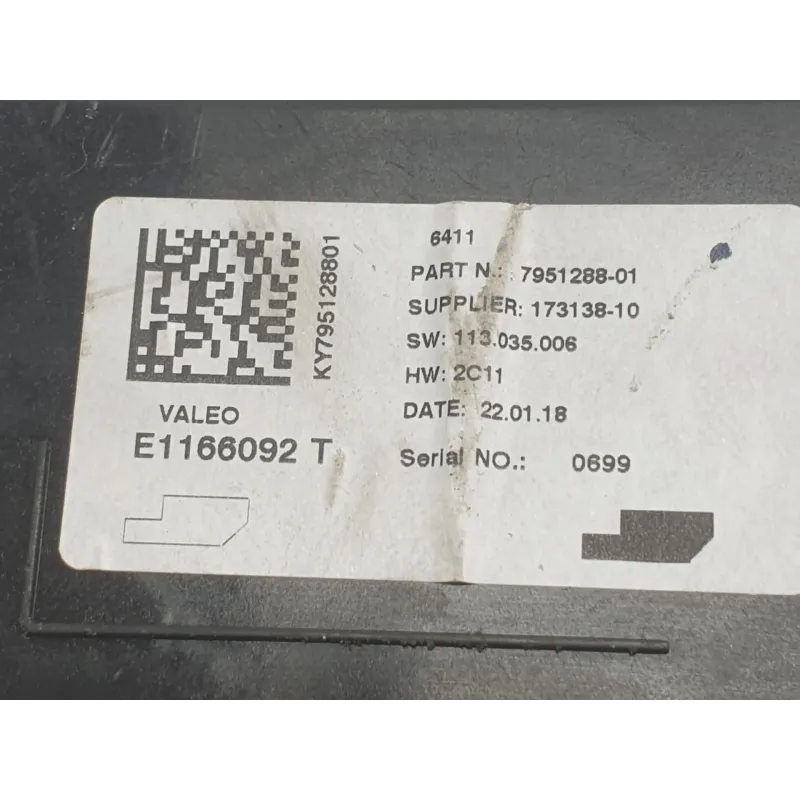 KY795128801
VALEO
E1166092 T
6411
PART N.: 7951288-01
SUPPLIER: 173138-10
SW: 113.035.006
HW: 2C11
DATE: 22.01.18
Serial NO.: 0699